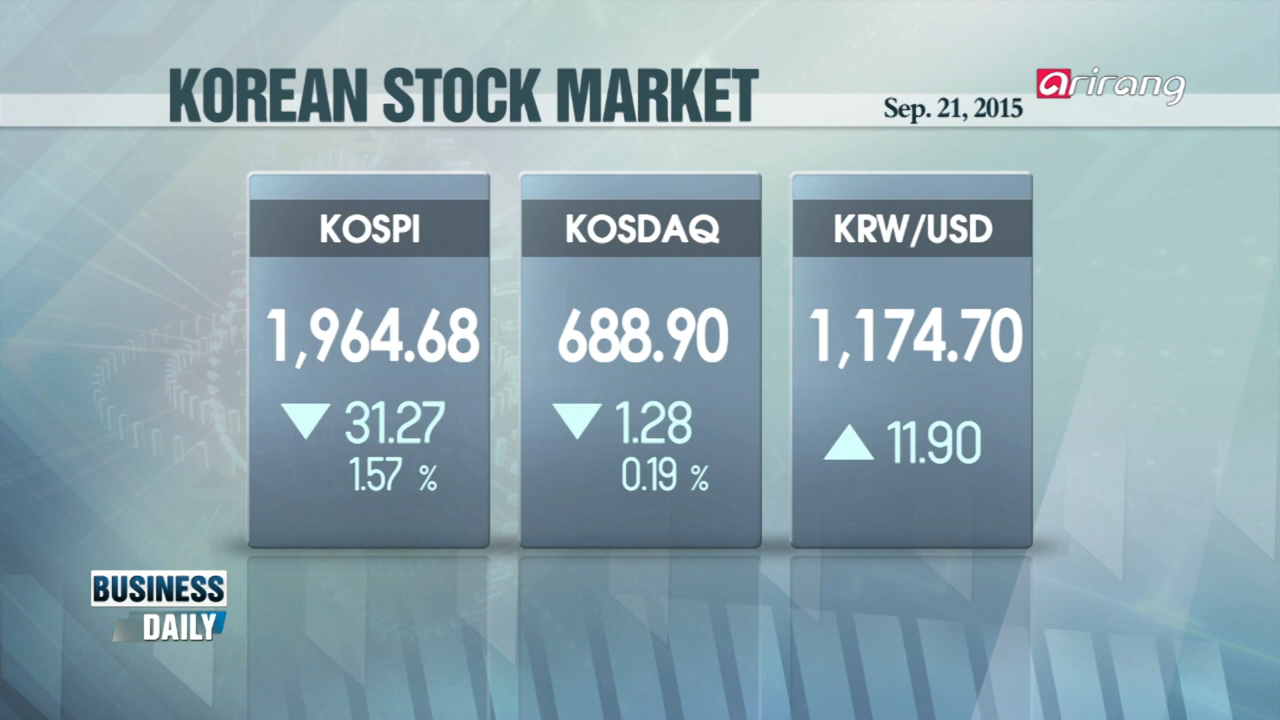 KOREAN STOCK MARKET
Sep. 21, 2015
arirang
KOSPI
1,964.68
▼ 31.27
1.57 %
KOSDAQ
688.90
▼ 1.28
0.19 %
KRW/USD
1,174.70
▲ 11.90
BUSINESS
DAILY